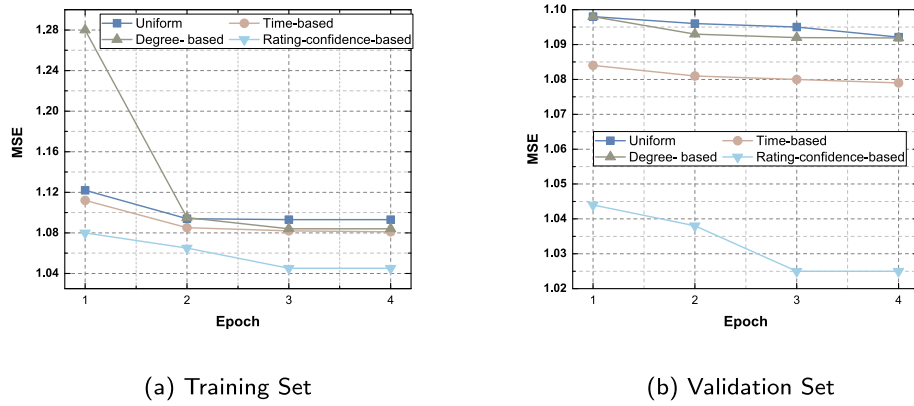 Uniform Time-based
Degree- based Rating-confidence-based
1.28
1.24
1.20
1.16
1.12
1.08
1.04
MSE
1 2 3 4
Epoch
(a) Training Set
1.10
1.09
1.08
1.07
1.06
1.05
1.04
1.03
1.02
MSE
Uniform Time-based
Degree- based Rating-confidence-based
1 2 3 4
Epoch
(b) Validation Set